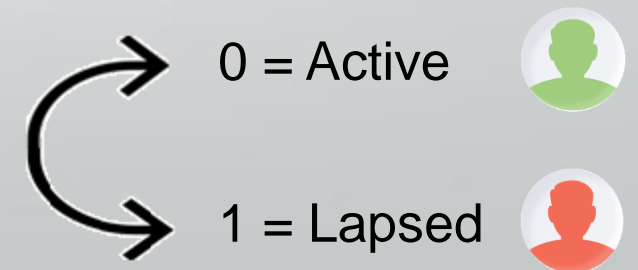 0 = Active
1 = Lapsed